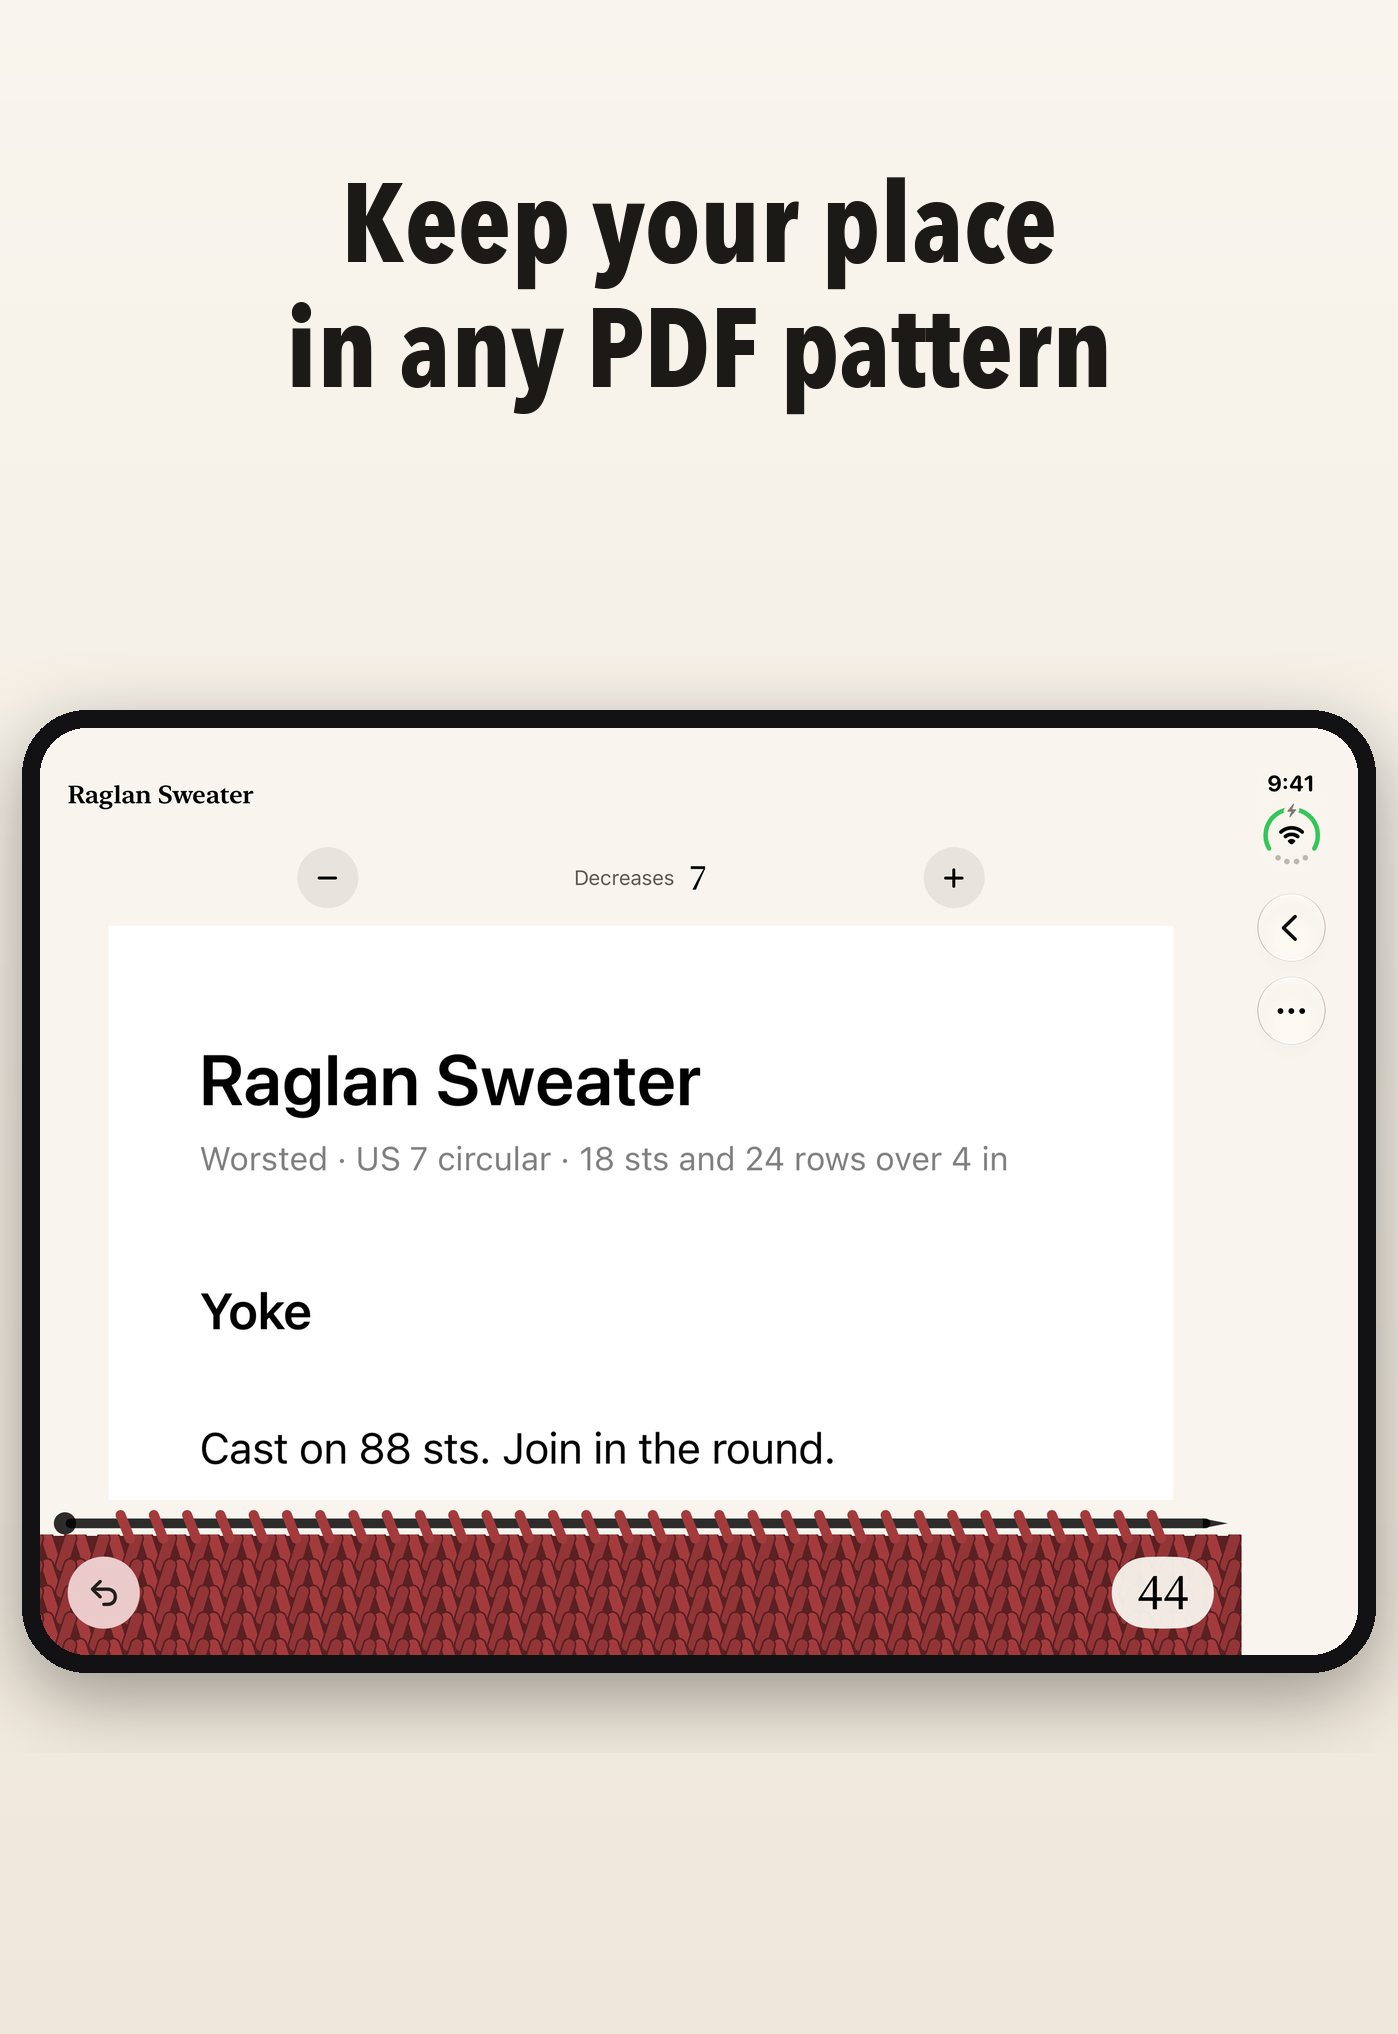 Keep your place
in any PDF pattern
Raglan Sweater
9:41
Decreases 7
Raglan Sweater
Worsted · US 7 circular · 18 sts and 24 rows over 4 in
Yoke
Cast on 88 sts. Join in the round.
44